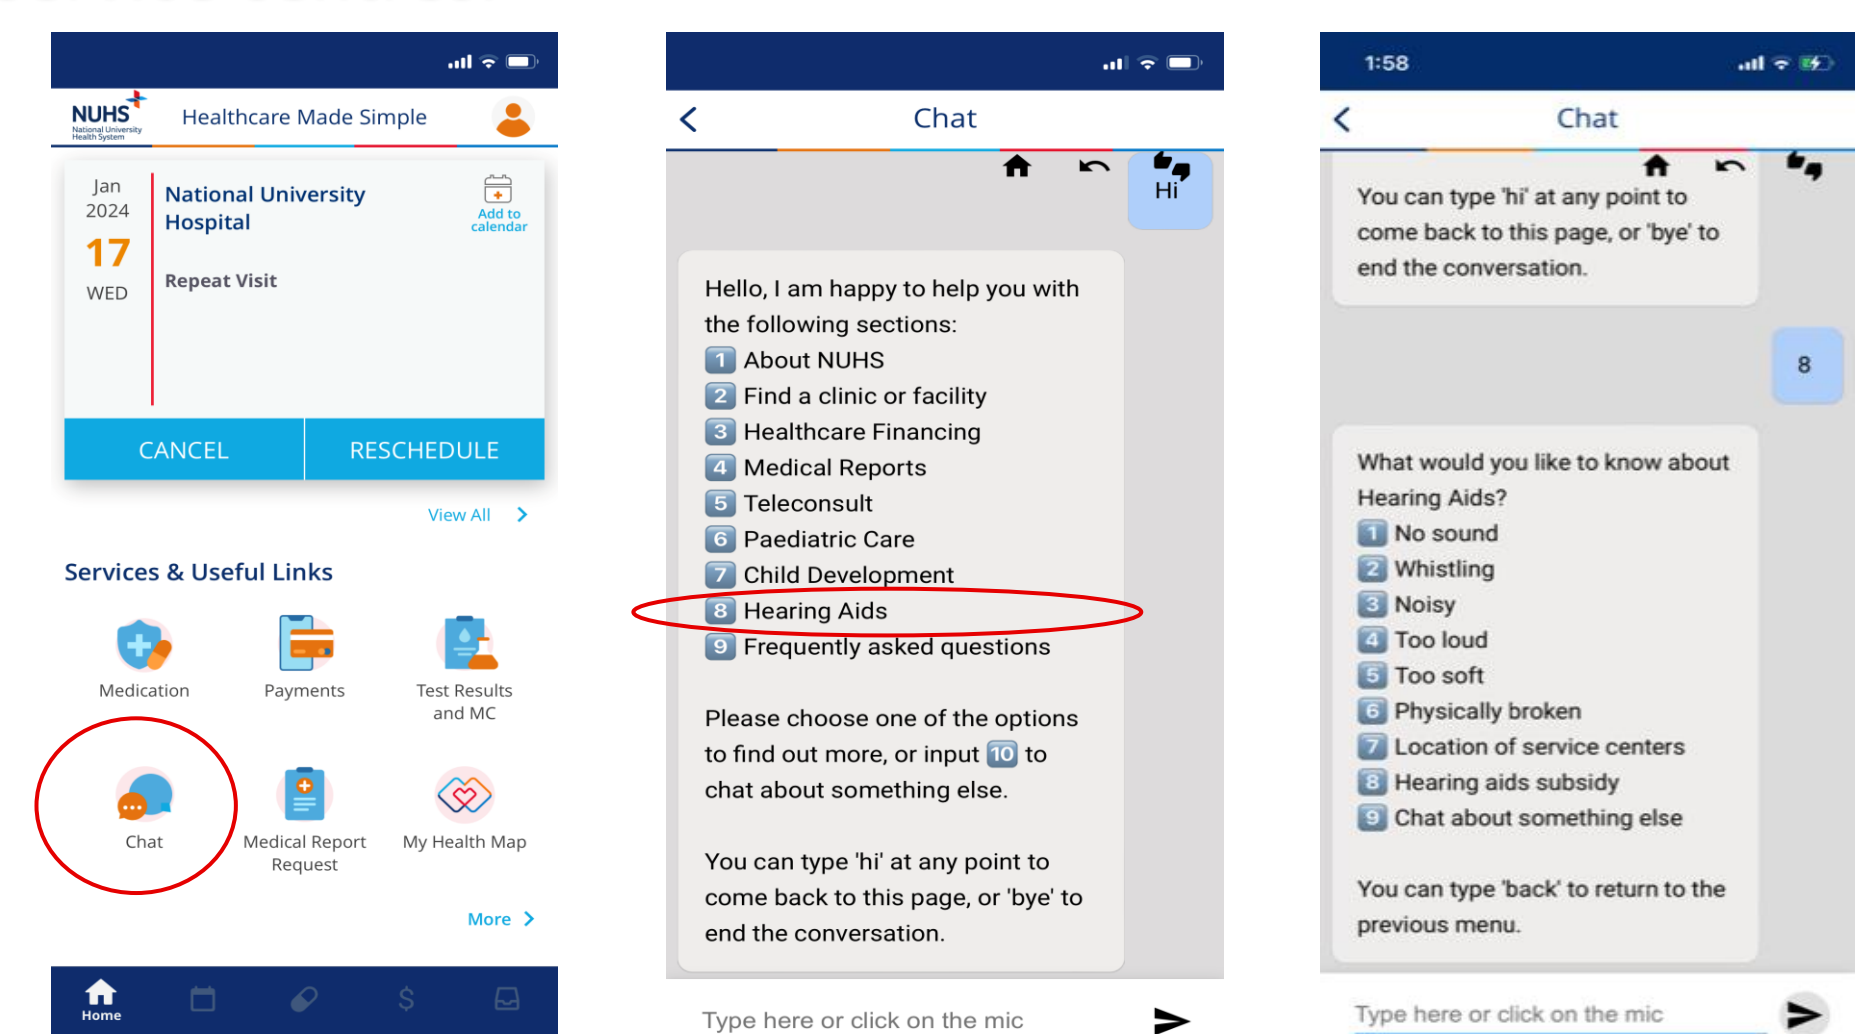 NUHS
National University
Health System
Healthcare Made Simple
Jan
2024
17
WED
National University
Hospital
Repeat Visit
Add to
calendar
CANCEL
RESCHEDULE
View All
Services & Useful Links
Medication
Payments
Test Results
and MC
Chat
Medical Report
Request
My Health Map
More
Home
$
Chat
Hi
Hello, I am happy to help you with
the following sections:
1 About NUHS
2 Find a clinic or facility
3 Healthcare Financing
4 Medical Reports
5 Teleconsult
6 Paediatric Care
7 Child Development
8 Hearing Aids
9 Frequently asked questions
Please choose one of the options
to find out more, or input 10 to
chat about something else.
You can type 'hi' at any point to
come back to this page, or 'bye' to
end the conversation.
Type here or click on the mic
1:58
Chat
You can type 'hi' at any point to
come back to this page, or 'bye' to
end the conversation.
8
What would you like to know about
Hearing Aids?
1 No sound
2 Whistling
3 Noisy
4 Too loud
5 Too soft
6 Physically broken
7 Location of service centers
8 Hearing aids subsidy
9 Chat about something else
You can type 'back' to return to the
previous menu.
Type here or click on the mic